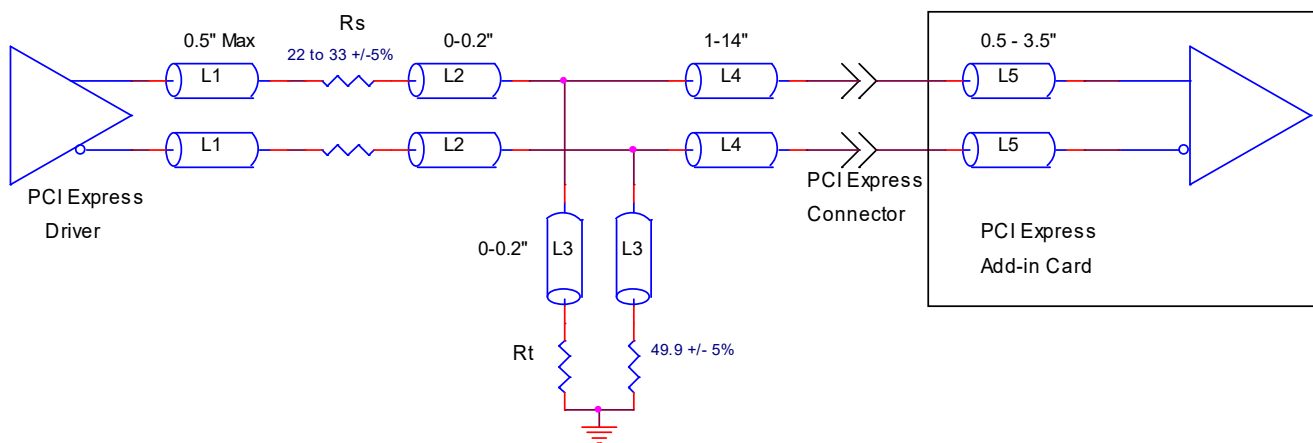 Rs
0.5" Max
22 to 33 +/-5%
0-0.2"
1-14"
0.5 - 3.5"
L1
L2
L4
L5
L1
L2
L4
L5
PCI Express
Driver
PCI Express
Connector
0-0.2"
L3
L3
PCI Express
Add-in Card
Rt
49.9 +/- 5%